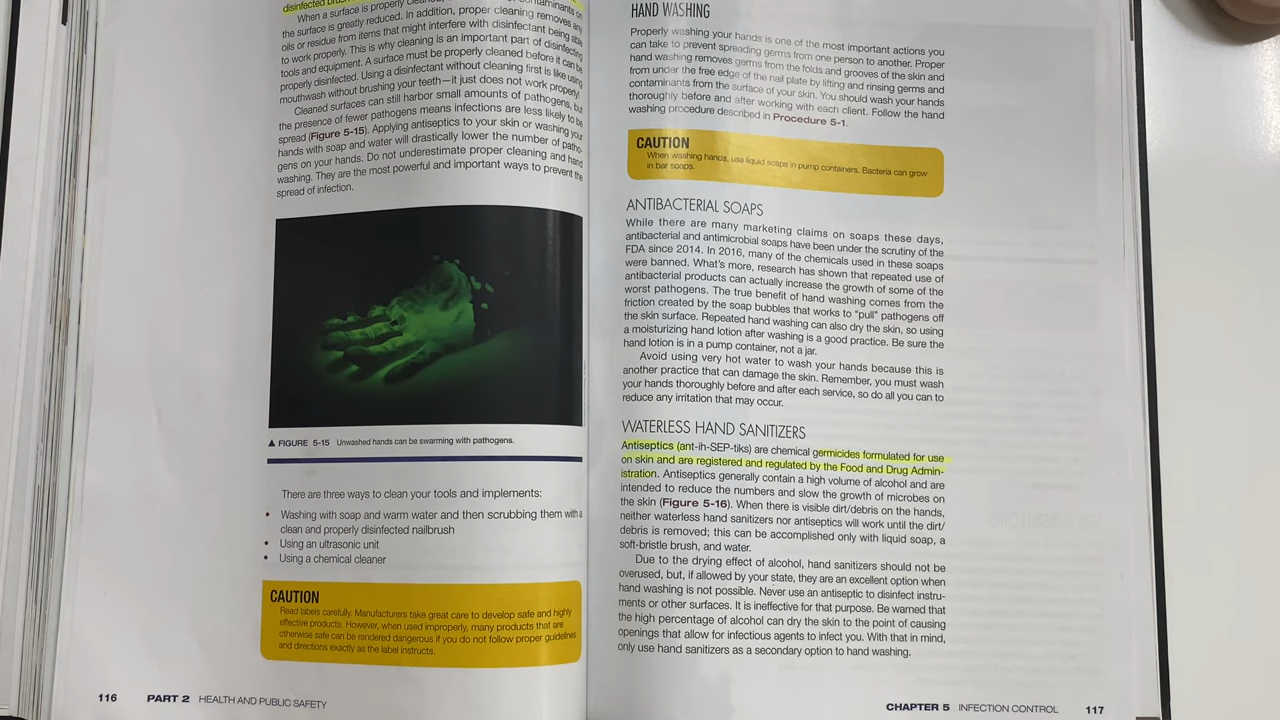 disinfected
When a surface is properly cleaned, contaminants on
the surface is greatly reduced. In addition, proper cleaning removes any
oils or residue from items that might interfere with disinfectant being able
to work properly. This is why cleaning is an important part of disinfecting
tools and equipment. A surface must be properly cleaned before it can be
properly disinfected. Using a disinfectant without cleaning first is like using
mouthwash without brushing your teeth—it just does not work properly!
Cleaned surfaces can still harbor small amounts of pathogens, but
the presence of fewer pathogens means infections are less likely to be
spread (Figure 5-15). Applying antiseptics to your skin or washing your
hands with soap and water will drastically lower the number of patho-
gens on your hands. Do not underestimate proper cleaning and hand
washing. They are the most powerful and important ways to prevent the
spread of infection.
▲ FIGURE 5-15 Unwashed hands can be swarming with pathogens.
There are three ways to clean your tools and implements:
• Washing with soap and warm water and then scrubbing them with a
clean and properly disinfected nailbrush
• Using an ultrasonic unit
• Using a chemical cleaner
CAUTION
Read labels carefully. Manufacturers take great care to develop safe and highly
effective products. However, when used improperly, many products that are
otherwise safe can be rendered dangerous if you do not follow proper guidelines
and directions exactly as the label instructs.
116 PART 2 HEALTH AND PUBLIC SAFETY
HAND WASHING
Properly washing your hands is one of the most important actions you
can take to prevent spreading germs from one person to another. Proper
hand washing removes germs from the folds and grooves of the skin and
from under the free edge of the nail plate by lifting and rinsing germs and
contaminants from the surface of your skin. You should wash your hands
thoroughly before and after working with each client. Follow the hand
washing procedure described in Procedure 5-1.
CAUTION
When washing hands, use liquid soaps in pump containers. Bacteria can grow
in bar soaps.
ANTIBACTERIAL SOAPS
While there are many marketing claims on soaps these days,
antibacterial and antimicrobial soaps have been under the scrutiny of the
FDA since 2014. In 2016, many of the chemicals used in these soaps
were banned. What's more, research has shown that repeated use of
antibacterial products can actually increase the growth of some of the
worst pathogens. The true benefit of hand washing comes from the
friction created by the soap bubbles that works to "pull" pathogens off
the skin surface. Repeated hand washing can also dry the skin, so using
a moisturizing hand lotion after washing is a good practice. Be sure the
hand lotion is in a pump container, not a jar.
Avoid using very hot water to wash your hands because this is
another practice that can damage the skin. Remember, you must wash
your hands thoroughly before and after each service, so do all you can to
reduce any irritation that may occur.
WATERLESS HAND SANITIZERS
Antiseptics (ant-ih-SEP-tiks) are chemical germicides formulated for use
on skin and are registered and regulated by the Food and Drug Admin-
istration. Antiseptics generally contain a high volume of alcohol and are
intended to reduce the numbers and slow the growth of microbes on
the skin (Figure 5-16). When there is visible dirt/debris on the hands,
neither waterless hand sanitizers nor antiseptics will work until the dirt/
debris is removed; this can be accomplished only with liquid soap, a
soft-bristle brush, and water.
Due to the drying effect of alcohol, hand sanitizers should not be
overused, but, if allowed by your state, they are an excellent option when
hand washing is not possible. Never use an antiseptic to disinfect instru-
ments or other surfaces. It is ineffective for that purpose. Be warned that
the high percentage of alcohol can dry the skin to the point of causing
openings that allow for infectious agents to infect you. With that in mind,
only use hand sanitizers as a secondary option to hand washing.
CHAPTER 5 INFECTION CONTROL 117